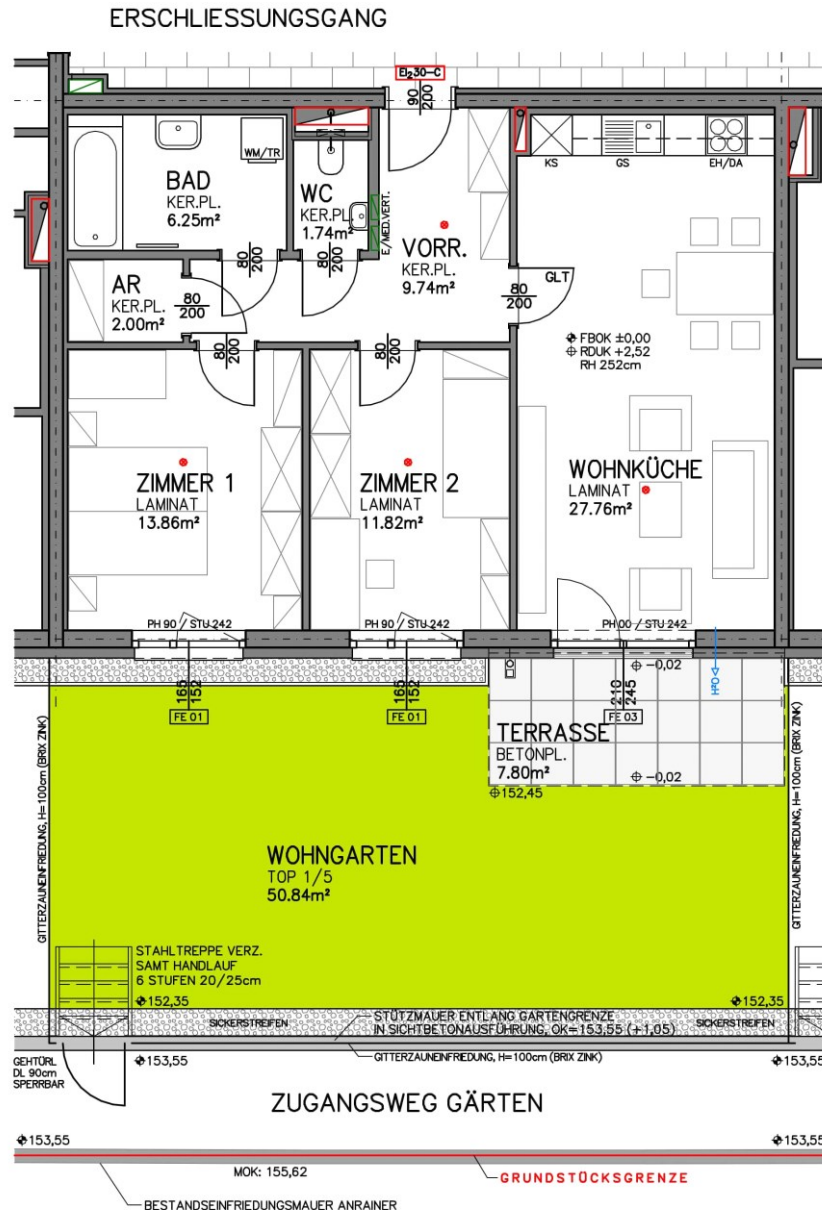 ERSCHLIESSUNGSGANG
EI₂30-C
90
200
WM/TR
KS
GS
EH/DA
BAD
KER.PL.
6.25m²
WC
KER.PL.
1.74m²
E/MED.VERT.
VORR.
KER.PL.
9.74m²
80
200
80
200
GLT
80
200
AR
KER.PL.
2.00m²
80
200
FBOK ±0,00
RDUK +2,52
RH 252cm
80
200
80
200
ZIMMER 1
LAMINAT
13.86m²
ZIMMER 2
LAMINAT
11.82m²
WOHNKÜCHE
LAMINAT
27.76m²
PH 90 / STU 242
PH 90 / STU 242
PH 00 / STU 242
165
152
FE 01
165
152
FE 01
210
245
FE 03
-0,02
H²O
TERRASSE
BETONPL.
7.80m²
-0,02
152,45
GITTERZAUNEINFRIEDUNG, H=100cm (BRIX ZINK)
GITTERZAUNEINFRIEDUNG, H=100cm (BRIX ZINK)
WOHNGARTEN
TOP 1/5
50.84m²
STAHLTREPPE VERZ.
SAMT HANDLAUF
6 STUFEN 20/25cm
152,35
152,35
SICKERSTREIFEN
STÜTZMAUER ENTLANG GARTENGRENZE
IN SICHTBETONAUSFÜHRUNG, OK=153,55 (+1,05)
SICKERSTREIFEN
GEHTÜRL
DL 90cm
SPERRBAR
153,55
GITTERZAUNEINFRIEDUNG, H=100cm (BRIX ZINK)
153,55
ZUGANGSWEG GÄRTEN
153,55
153,55
MOK: 155,62
GRUNDSTÜCKSGRENZE
BESTANDSEINFRIEDUNGSMAUER ANRAINER